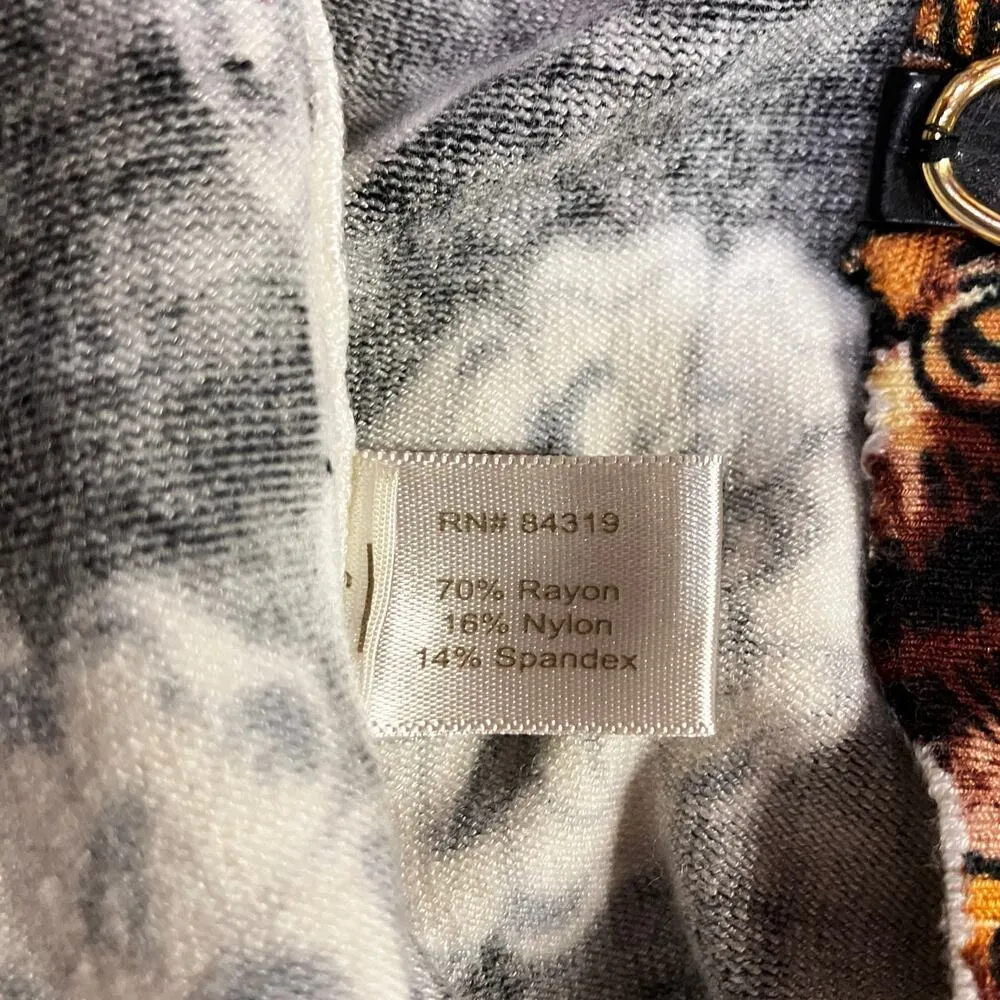 RN# 84319
70% Rayon
16% Nylon
14% Spandex